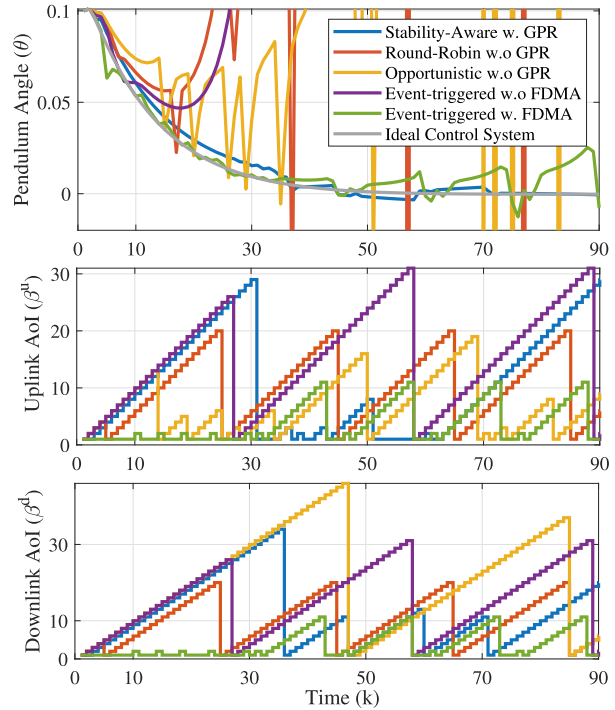 0.1
0.05
0
Pendulum Angle (θ)
Stability-Aware w. GPR
Round-Robin w.o GPR
Opportunistic w.o GPR
Event-triggered w.o FDMA
Event-triggered w. FDMA
Ideal Control System
10 30 50 70 90
30
20
10
0
Uplink AoI (βᵘ)
10 30 50 70 90
30
10
0
Downlink AoI (βᵈ)
0 10 30 50 70 90
Time (k)